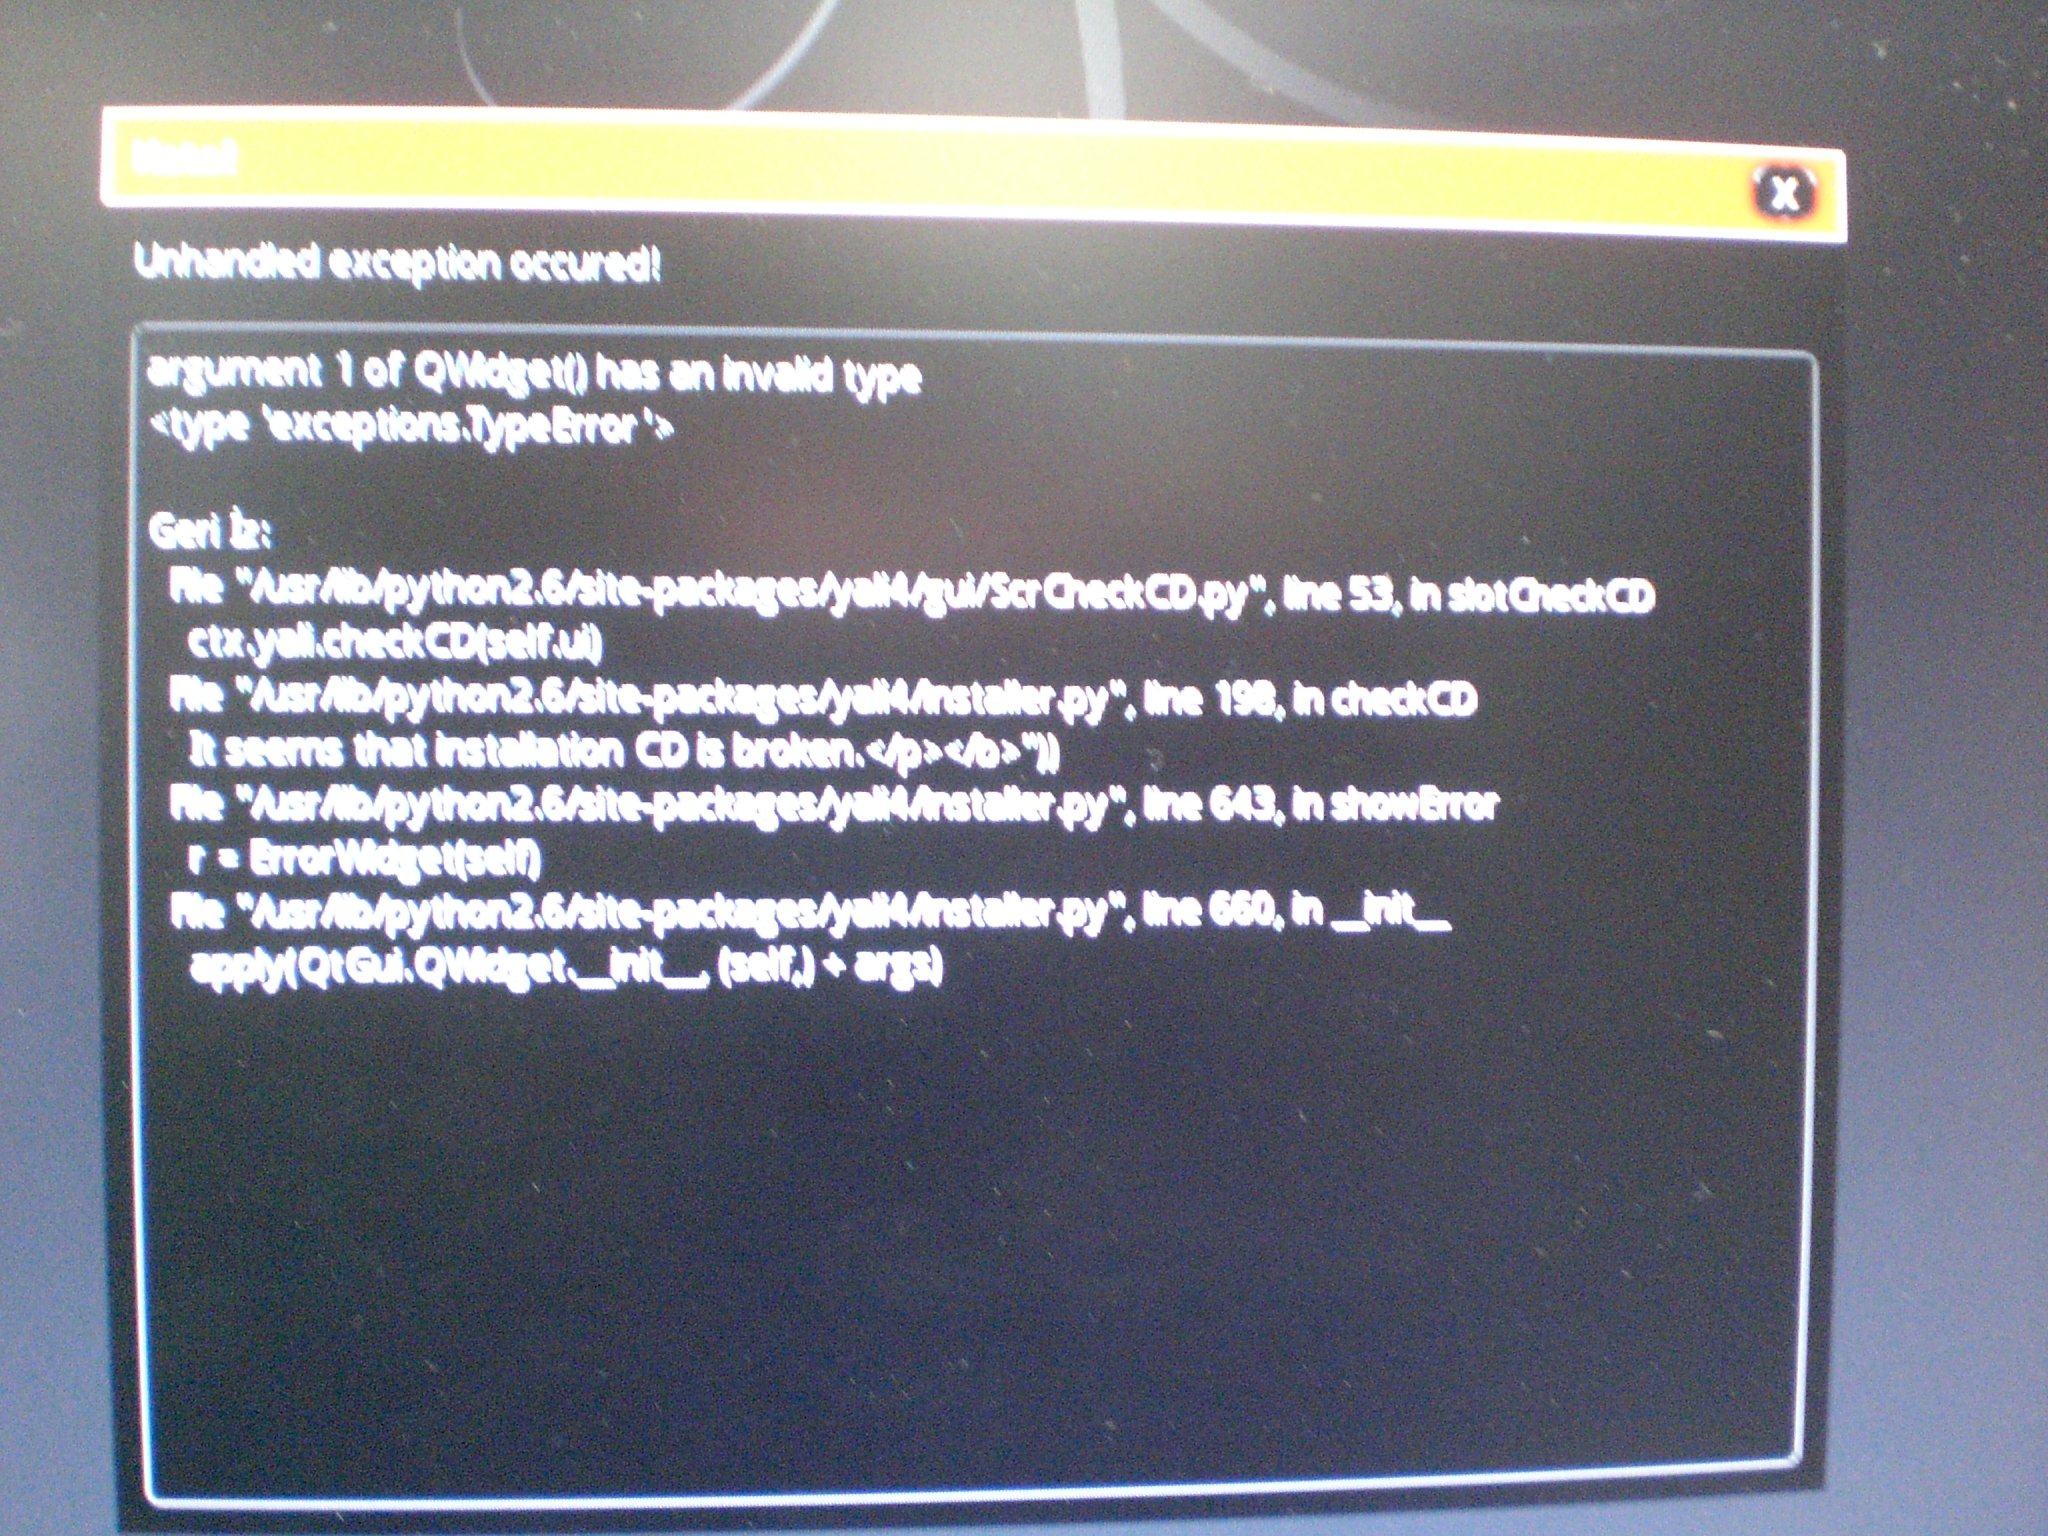 Unhandled exception occured!
argument 1 of QWidget() has an invalid type
<type 'exceptions.TypeError'>
Geri İz:
File "/usr/lib/python2.6/site-packages/yali4/gui/ScrCheckCD.py", line 53, in slotCheckCD
ctx.yali.checkCD(self.ui)
File "/usr/lib/python2.6/site-packages/yali4/installer.py", line 198, in checkCD
It seems that installation CD is broken.</p></b>"))
File "/usr/lib/python2.6/site-packages/yali4/installer.py", line 643, in showError
r = ErrorWidget(self)
File "/usr/lib/python2.6/site-packages/yali4/installer.py", line 660, in __init__
apply(QtGui.QWidget.__init__, (self,) + args)